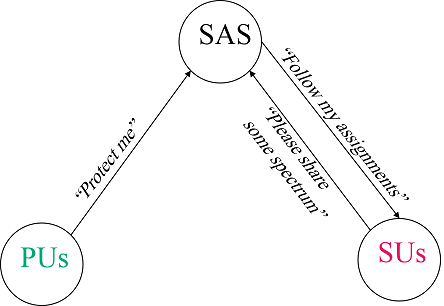 SAS
“Protect me”
“Follow my assignments”
“Please share
some spectrum”
PUs
SUs